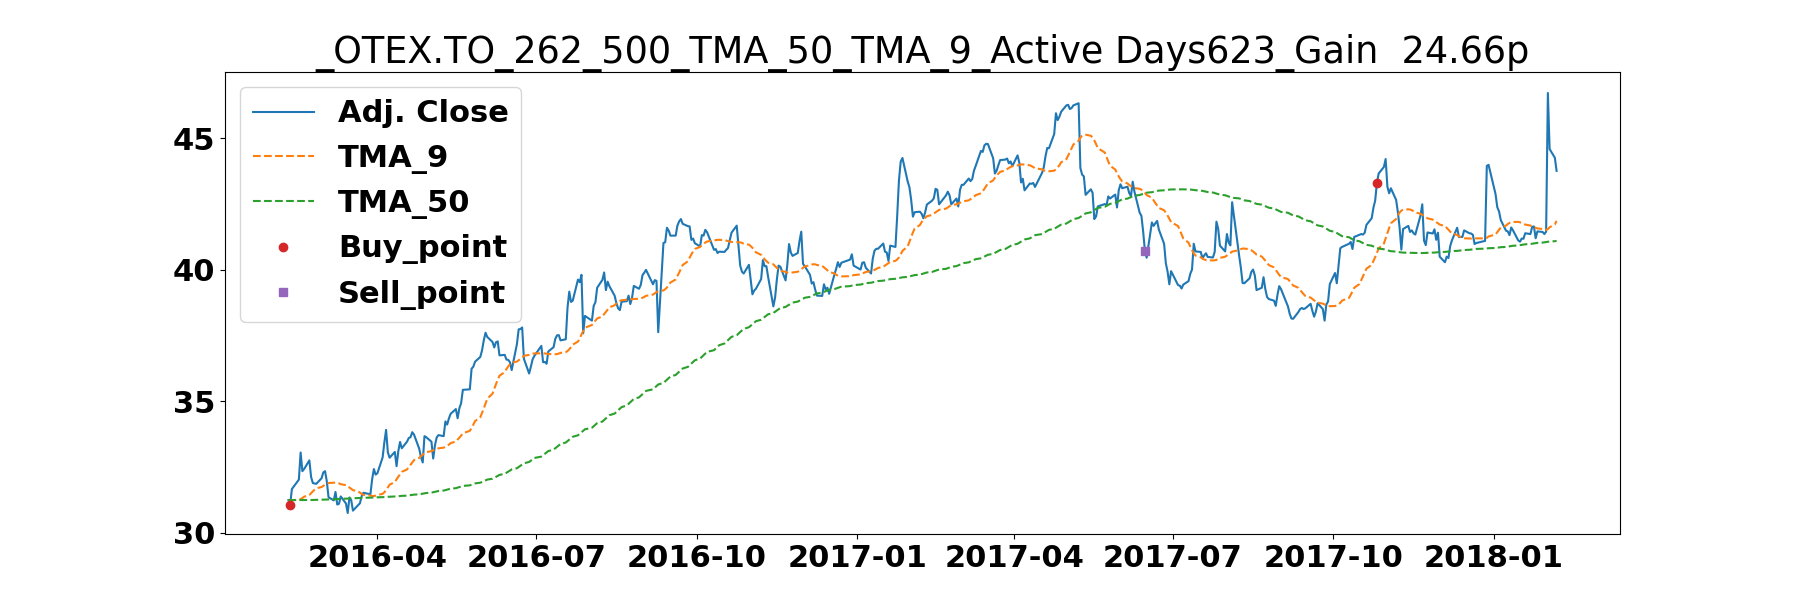 _OTEX.TO_262_500_TMA_50_TMA_9_Active Days623_Gain  24.66p
Adj. Close
TMA_9
TMA_50
Buy_point
Sell_point
45
40
35
30
2016-04
2016-07
2016-10
2017-01
2017-04
2017-07
2017-10
2018-01